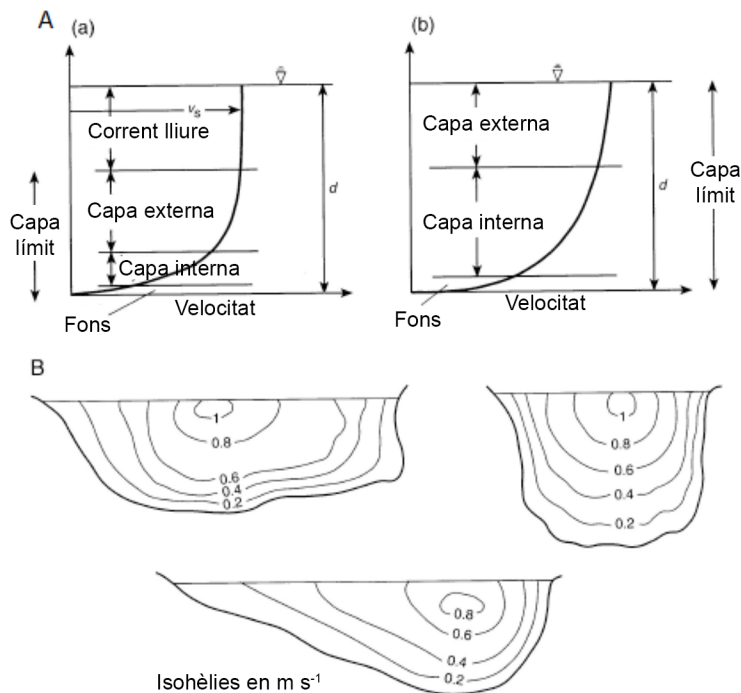 A
(a)
vs
Corrent lliure
Capa externa
Capa interna
Capa
límit
d
Fons
Velocitat
(b)
Capa externa
Capa interna
d
Capa
límit
Fons
Velocitat
B
1
0.8
0.6
0.4
0.2
1
0.8
0.6
0.4
0.2
0.8
0.6
0.4
0.2
Isohèlies en m s-1